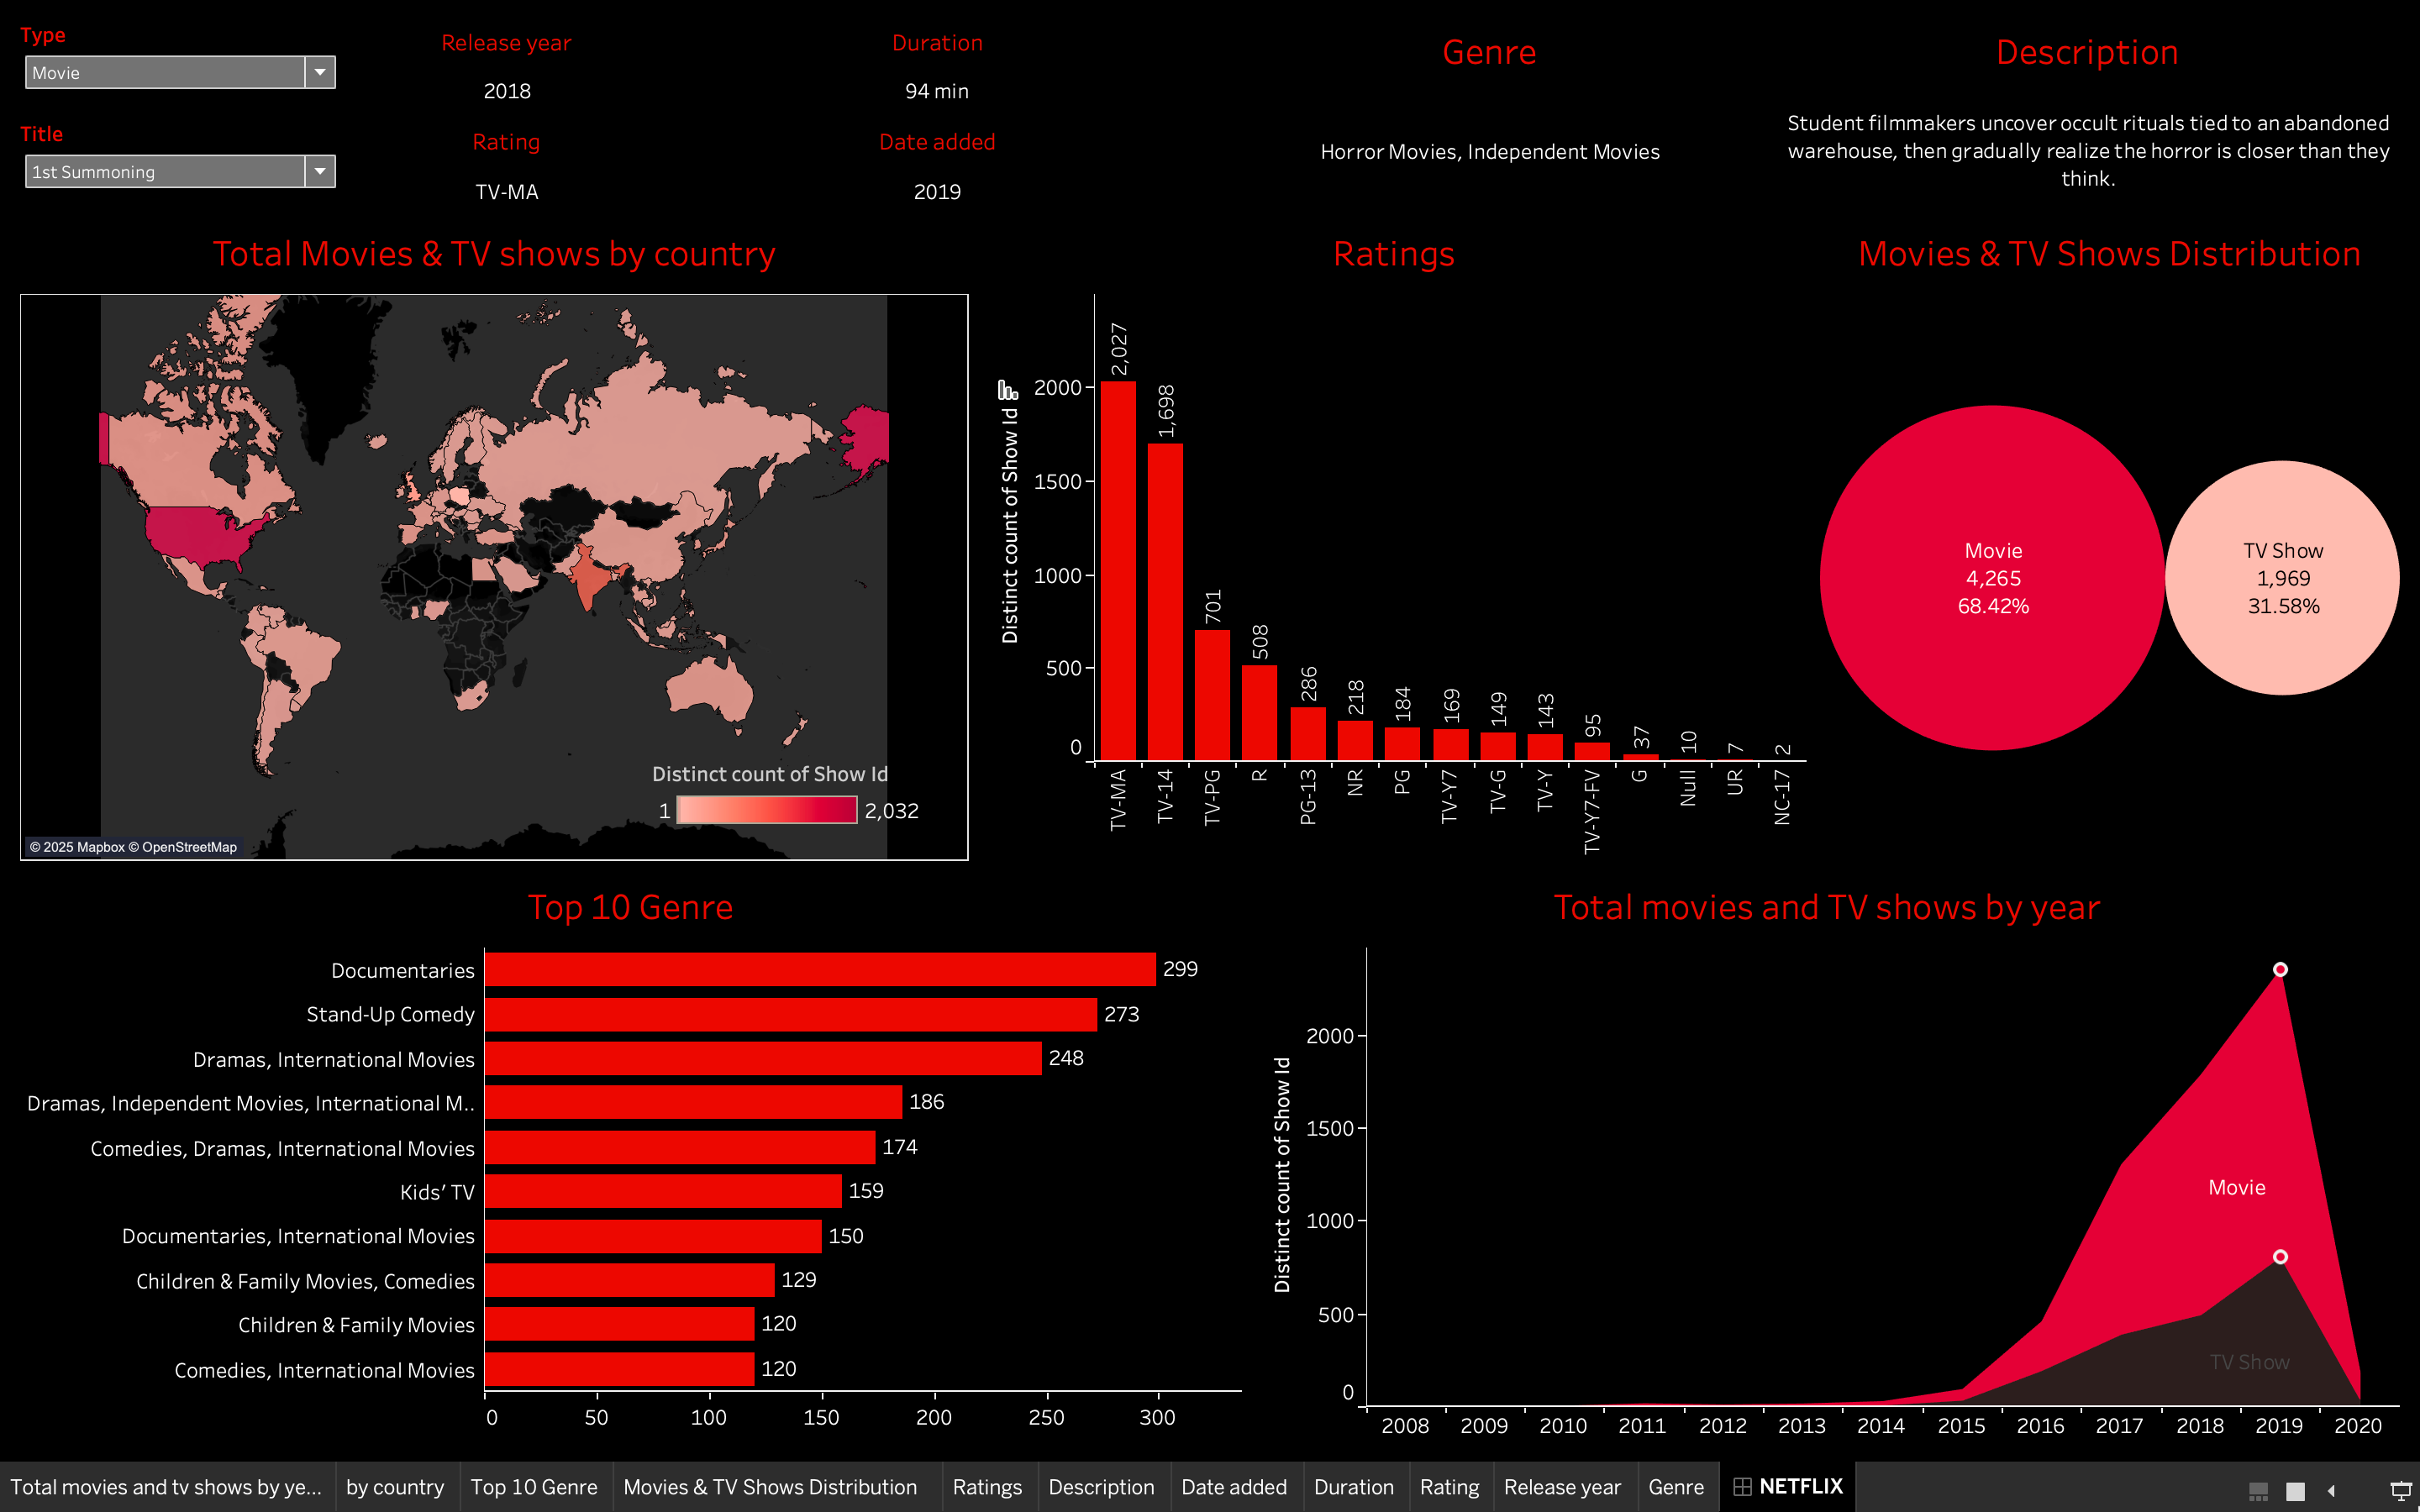 Type
Movie
Title
1st Summoning
Release year
2018
Rating
TV-MA
Duration
94 min
Date added
2019
Genre
Horror Movies, Independent Movies
Description
Student filmmakers uncover occult rituals tied to an abandoned
warehouse, then gradually realize the horror is closer than they
think.
Total Movies & TV shows by country
Distinct count of Show Id
1
2,032
© 2025 Mapbox © OpenStreetMap
Ratings
Distinct count of Show Id
2000
1500
1000
500
0
2,027
1,698
701
508
286
218
184
169
149
143
95
37
10
7
2
TV-MA
TV-14
TV-PG
R
PG-13
NR
PG
TV-Y7
TV-G
TV-Y
TV-Y7-FV
G
Null
UR
NC-17
Movies & TV Shows Distribution
Movie
4,265
68.42%
TV Show
1,969
31.58%
Top 10 Genre
Documentaries 299
Stand-Up Comedy 273
Dramas, International Movies 248
Dramas, Independent Movies, International M.. 186
Comedies, Dramas, International Movies 174
Kids' TV 159
Documentaries, International Movies 150
Children & Family Movies, Comedies 129
Children & Family Movies 120
Comedies, International Movies 120
0 50 100 150 200 250 300
Total movies and TV shows by year
Distinct count of Show Id
2000
1500
1000
500
0
Movie
TV Show
2008 2009 2010 2011 2012 2013 2014 2015 2016 2017 2018 2019 2020
Total movies and tv shows by ye... by country Top 10 Genre Movies & TV Shows Distribution Ratings Description Date added Duration Rating Release year Genre NETFLIX